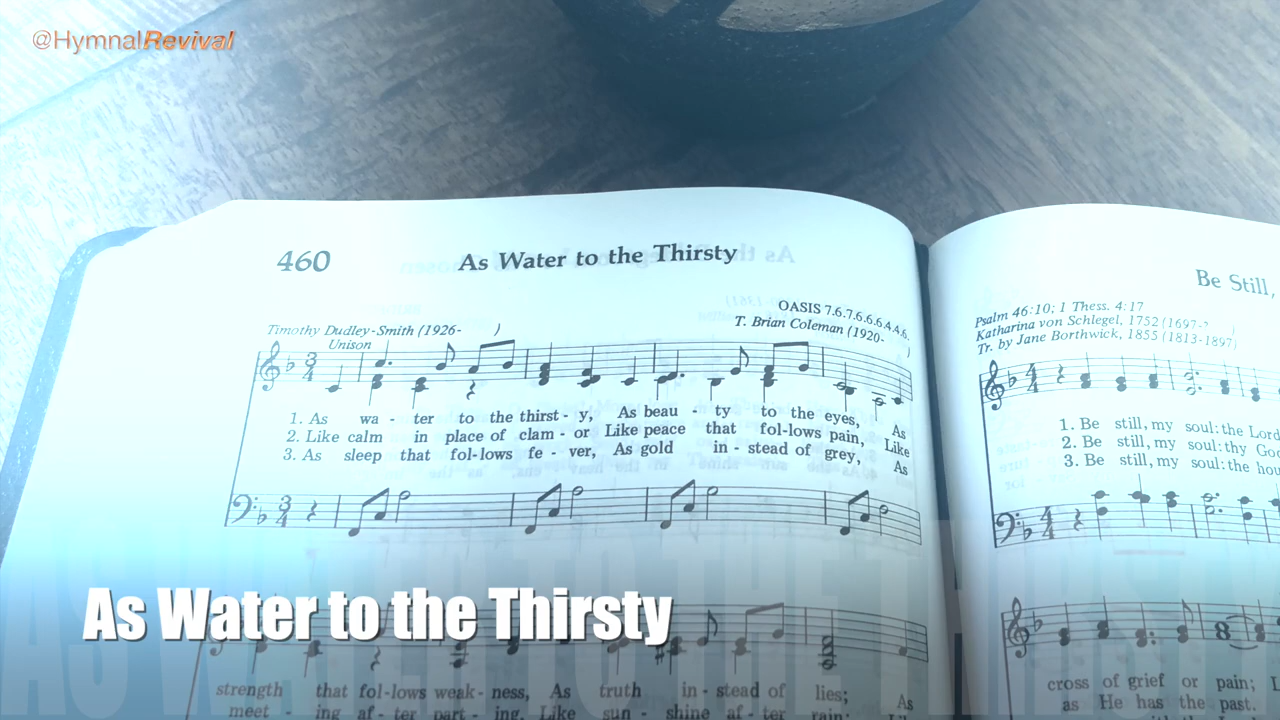 @HymnalRevival
460
As Water to the Thirsty
OASIS 7.6.7.6.6.6.4.4.6.
Timothy Dudley-Smith (1926- )
T. Brian Coleman (1920- )
Unison
1. As wa - ter to the thirst - y, As beau - ty to the eyes, As
2. Like calm in place of clam - or Like peace that fol-lows pain, Like
3. As sleep that fol-lows fe - ver, As gold in - stead of grey, As
strength that fol-lows weak - ness, As truth in - stead of lies; As
meet - ing af - ter part - ing, Like sun - shine af - ter rain;
Be Still,
Psalm 46:10; 1 Thess. 4:17
Katharina von Schlegel, 1752 (1697-? )
Tr. by Jane Borthwick, 1855 (1813-1897)
1. Be still, my soul: the Lord
2. Be still, my soul: thy
3. Be still, my soul: the
cross of grief or pain;
as He has the past.
As Water to the Thirsty